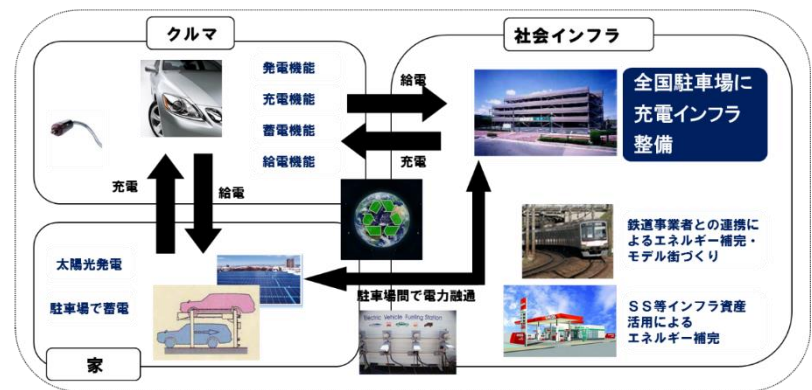 クルマ
社会インフラ
発電機能
充電機能
蓄電機能
給電機能
給電
充電
全国駐車場に
充電インフラ
整備
充電
給電
太陽光発電
駐車場で蓄電
家
駐車場間で電力融通
Electric Vehicle Fueling Station
鉄道事業者との連携に
よるエネルギー補完・
モデル街づくり
ＳＳ等インフラ資産
活用による
エネルギー補完